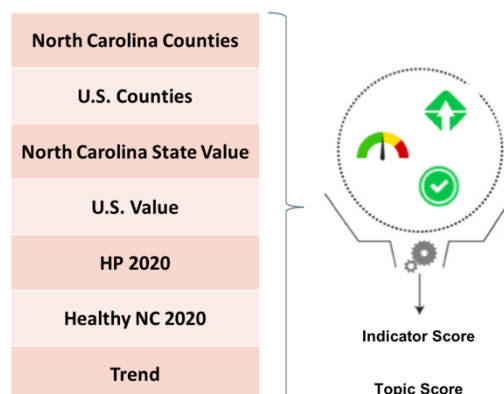 North Carolina Counties
U.S. Counties
North Carolina State Value
U.S. Value
HP 2020
Healthy NC 2020
Trend
Indicator Score
Topic Score